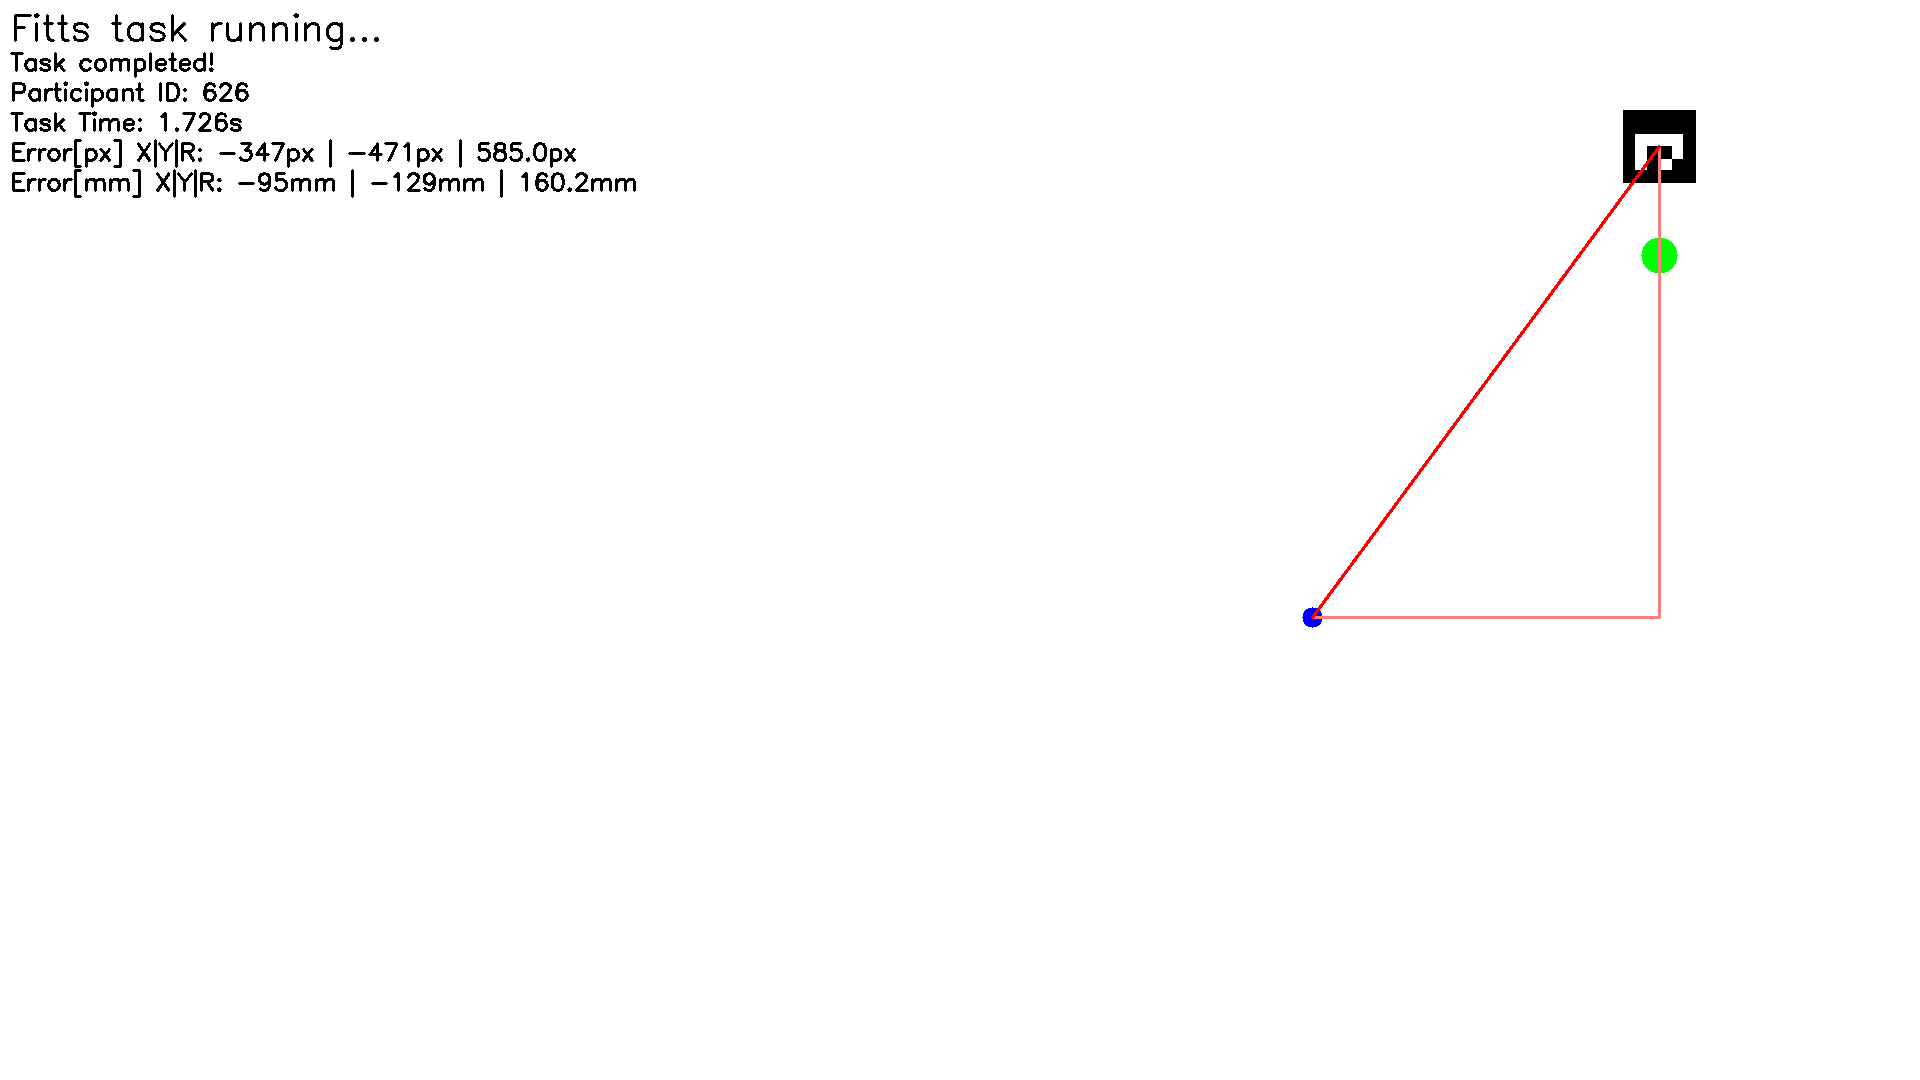 Fitts task running...
Task completed!
Participant ID: 626
Task Time: 1.726s
Error[px] X|Y|R: -347px | -471px | 585.0px
Error[mm] X|Y|R: -95mm | -129mm | 160.2mm